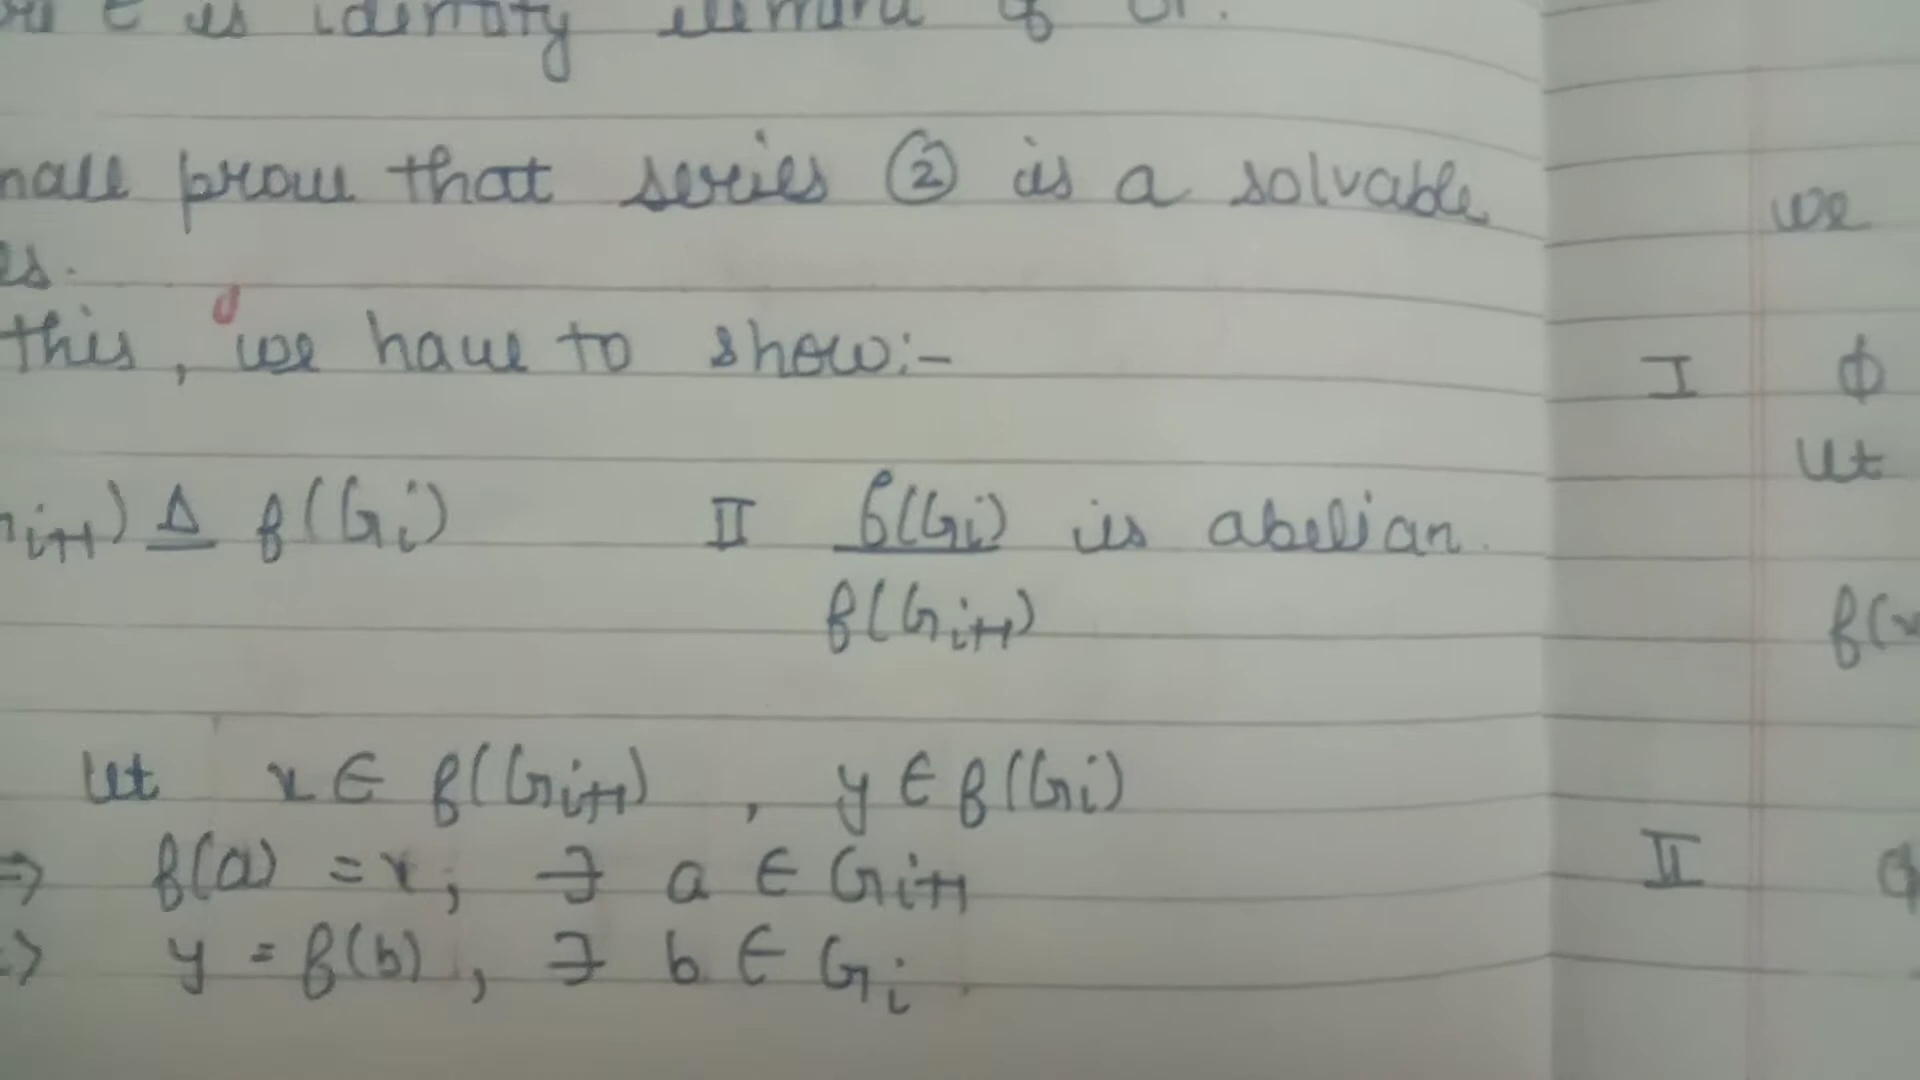 is identity element of G.
prove that series ② is a solvable
es.
this, we have to show:-
i+1) ⊴ f(Gi) II f(Gi) is abelian.
f(Gi+1)
let x ∈ f(Gi+1) , y ∈ f(Gi)
⇒ f(a) = x, ∃ a ∈ Gi+1
⇒ y = f(b), ∃ b ∈ Gi.
we
I ϕ
let
f(x
II